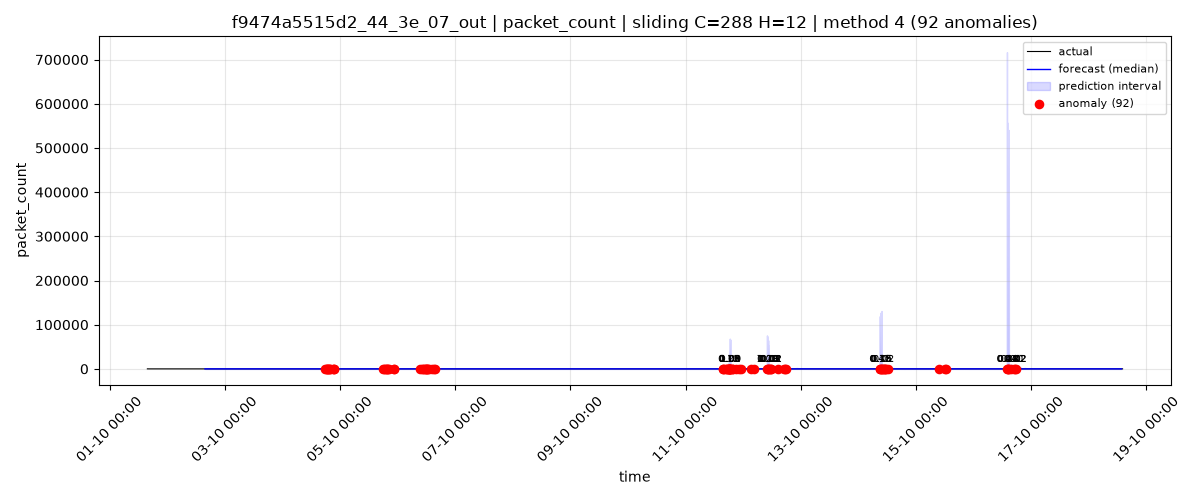 f9474a5515d2_44_3e_07_out | packet_count | sliding C=288 H=12 | method 4 (92 anomalies)
actual
forecast (median)
prediction interval
anomaly (92)
packet_count
700000
600000
500000
400000
300000
200000
100000
0
01-10 00:00
03-10 00:00
05-10 00:00
07-10 00:00
09-10 00:00
11-10 00:00
13-10 00:00
15-10 00:00
17-10 00:00
19-10 00:00
time